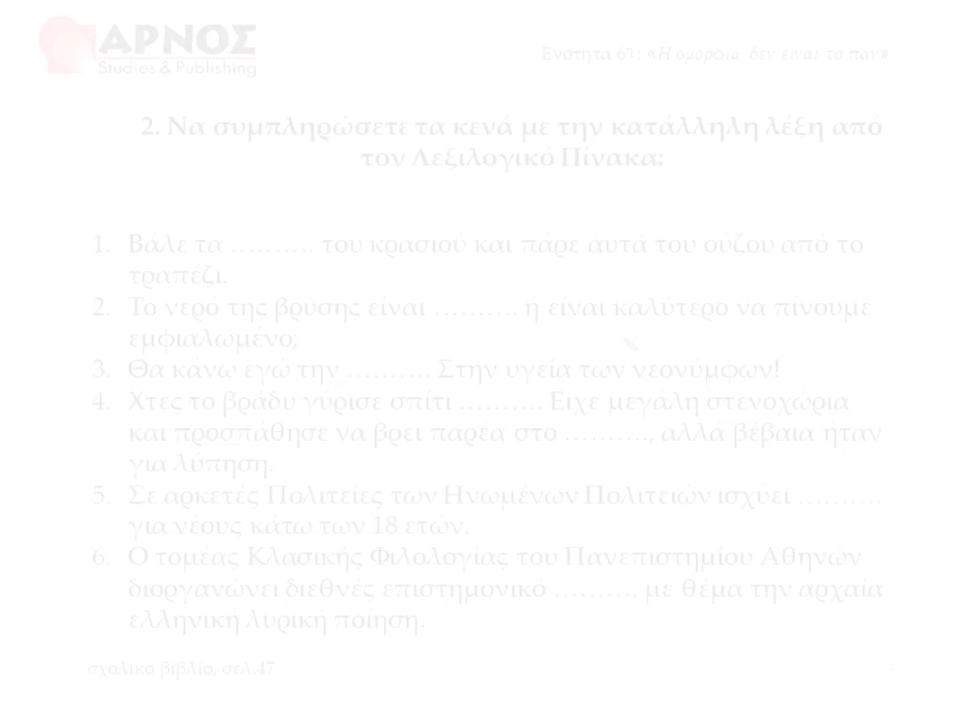 ΑΡΝΟΣ
Studies & Publishing
Ενότητα 6η : «Η ομορφιά δεν είναι το παν»
2. Να συμπληρώσετε τα κενά με την κατάλληλη λέξη από
τον Λεξιλογικό Πίνακα:
1. Βάλε τα ………. του κρασιού και πάρε αυτά του ούζου από το
τραπέζι.
2. Το νερό της βρύσης είναι ………. ή είναι καλύτερο να πίνουμε
εμφιαλωμένο;
3. Θα κάνω εγώ την ………. Στην υγεία των νεονύμφων!
4. Χτες το βράδυ γύρισε σπίτι ………. Είχε μεγάλη στενοχώρια
και προσπάθησε να βρει παρέα στο ………., αλλά βέβαια ήταν
για λύπηση.
5. Σε αρκετές Πολιτείες των Ηνωμένων Πολιτειών ισχύει ……….
για νέους κάτω των 18 ετών.
6. Ο τομέας Κλασικής Φιλολογίας του Πανεπιστημίου Αθηνών
διοργανώνει διεθνές επιστημονικό ………. με θέμα την αρχαία
ελληνική λυρική ποίηση.
σχολικό βιβλίο, σελ.47